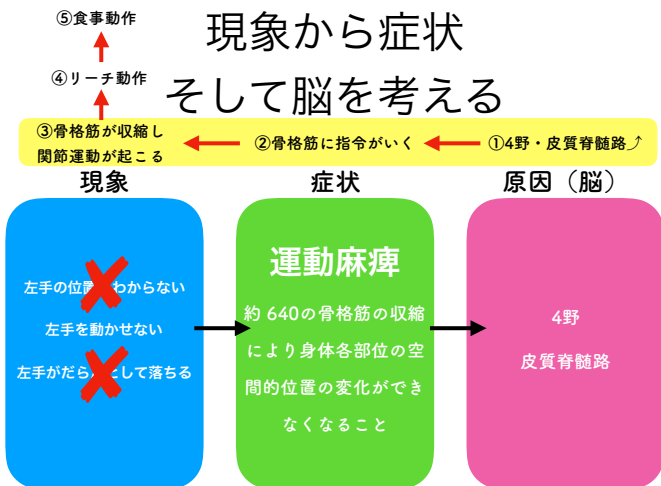 ⑤食事動作
現象から症状
④リーチ動作
そして脳を考える
③骨格筋が収縮し
関節運動が起こる
②骨格筋に指令がいく
①4野・皮質脊髄路⤴
現象
症状
原因（脳）
左手の位置 わからない
左手を動かせない
左手がだら として落ちる
運動麻痺
約 640の骨格筋の収縮
により身体各部位の空
間的位置の変化ができ
なくなること
4野
皮質脊髄路